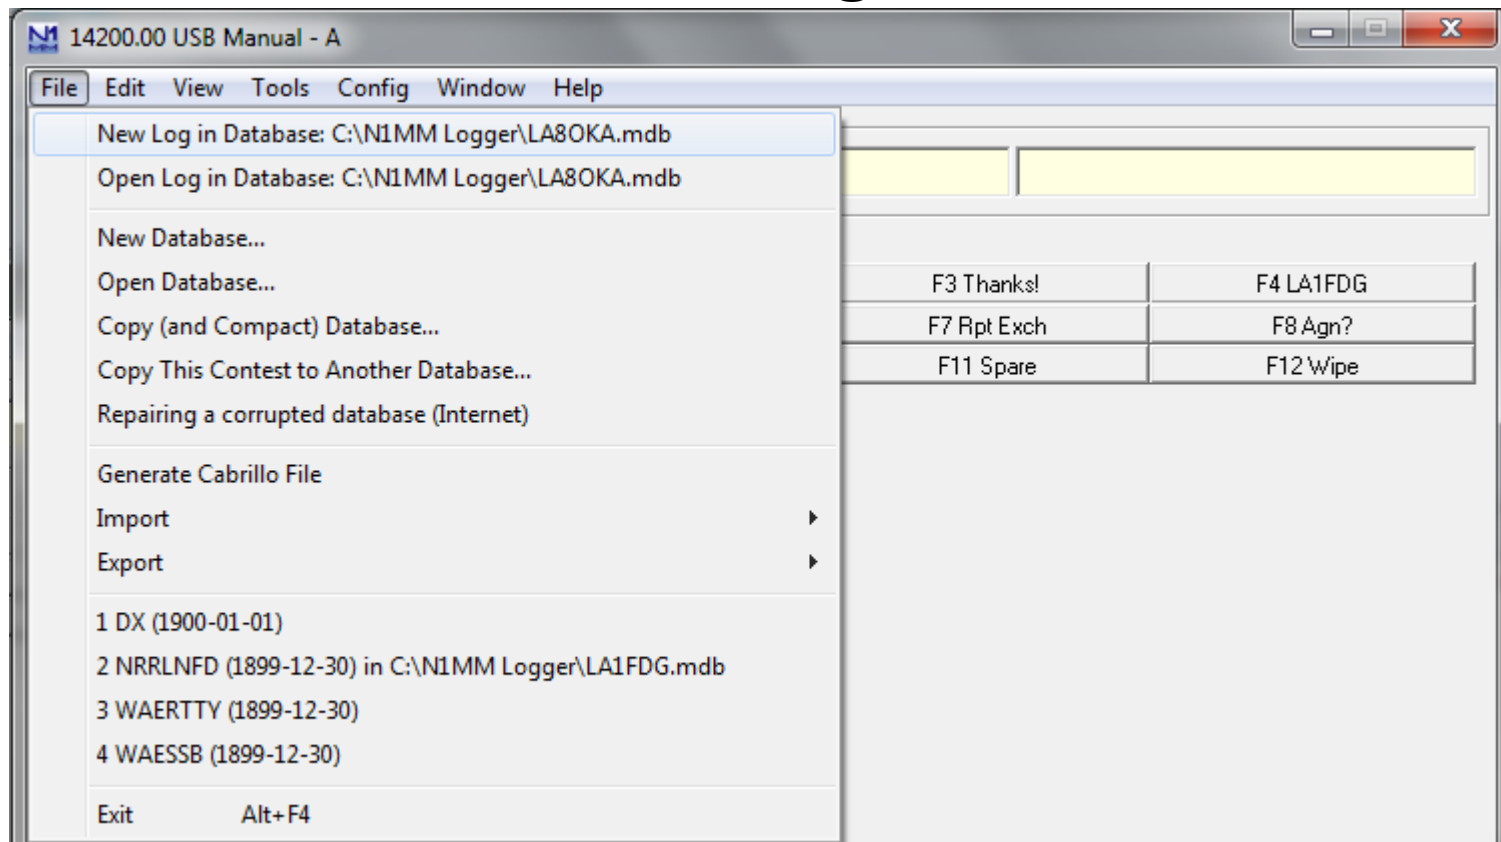 N1
MM
14200.00 USB Manual - A
File Edit View Tools Config Window Help
New Log in Database: C:\N1MM Logger\LA8OKA.mdb
Open Log in Database: C:\N1MM Logger\LA8OKA.mdb
New Database...
Open Database...
Copy (and Compact) Database...
Copy This Contest to Another Database...
Repairing a corrupted database (Internet)
Generate Cabrillo File
Import
Export
1 DX (1900-01-01)
2 NRRLNFD (1899-12-30) in C:\N1MM Logger\LA1FDG.mdb
3 WAERTTY (1899-12-30)
4 WAESSB (1899-12-30)
Exit Alt+F4
F3 Thanks! F4 LA1FDG
F7 Rpt Exch F8 Agn?
F11 Spare F12 Wipe